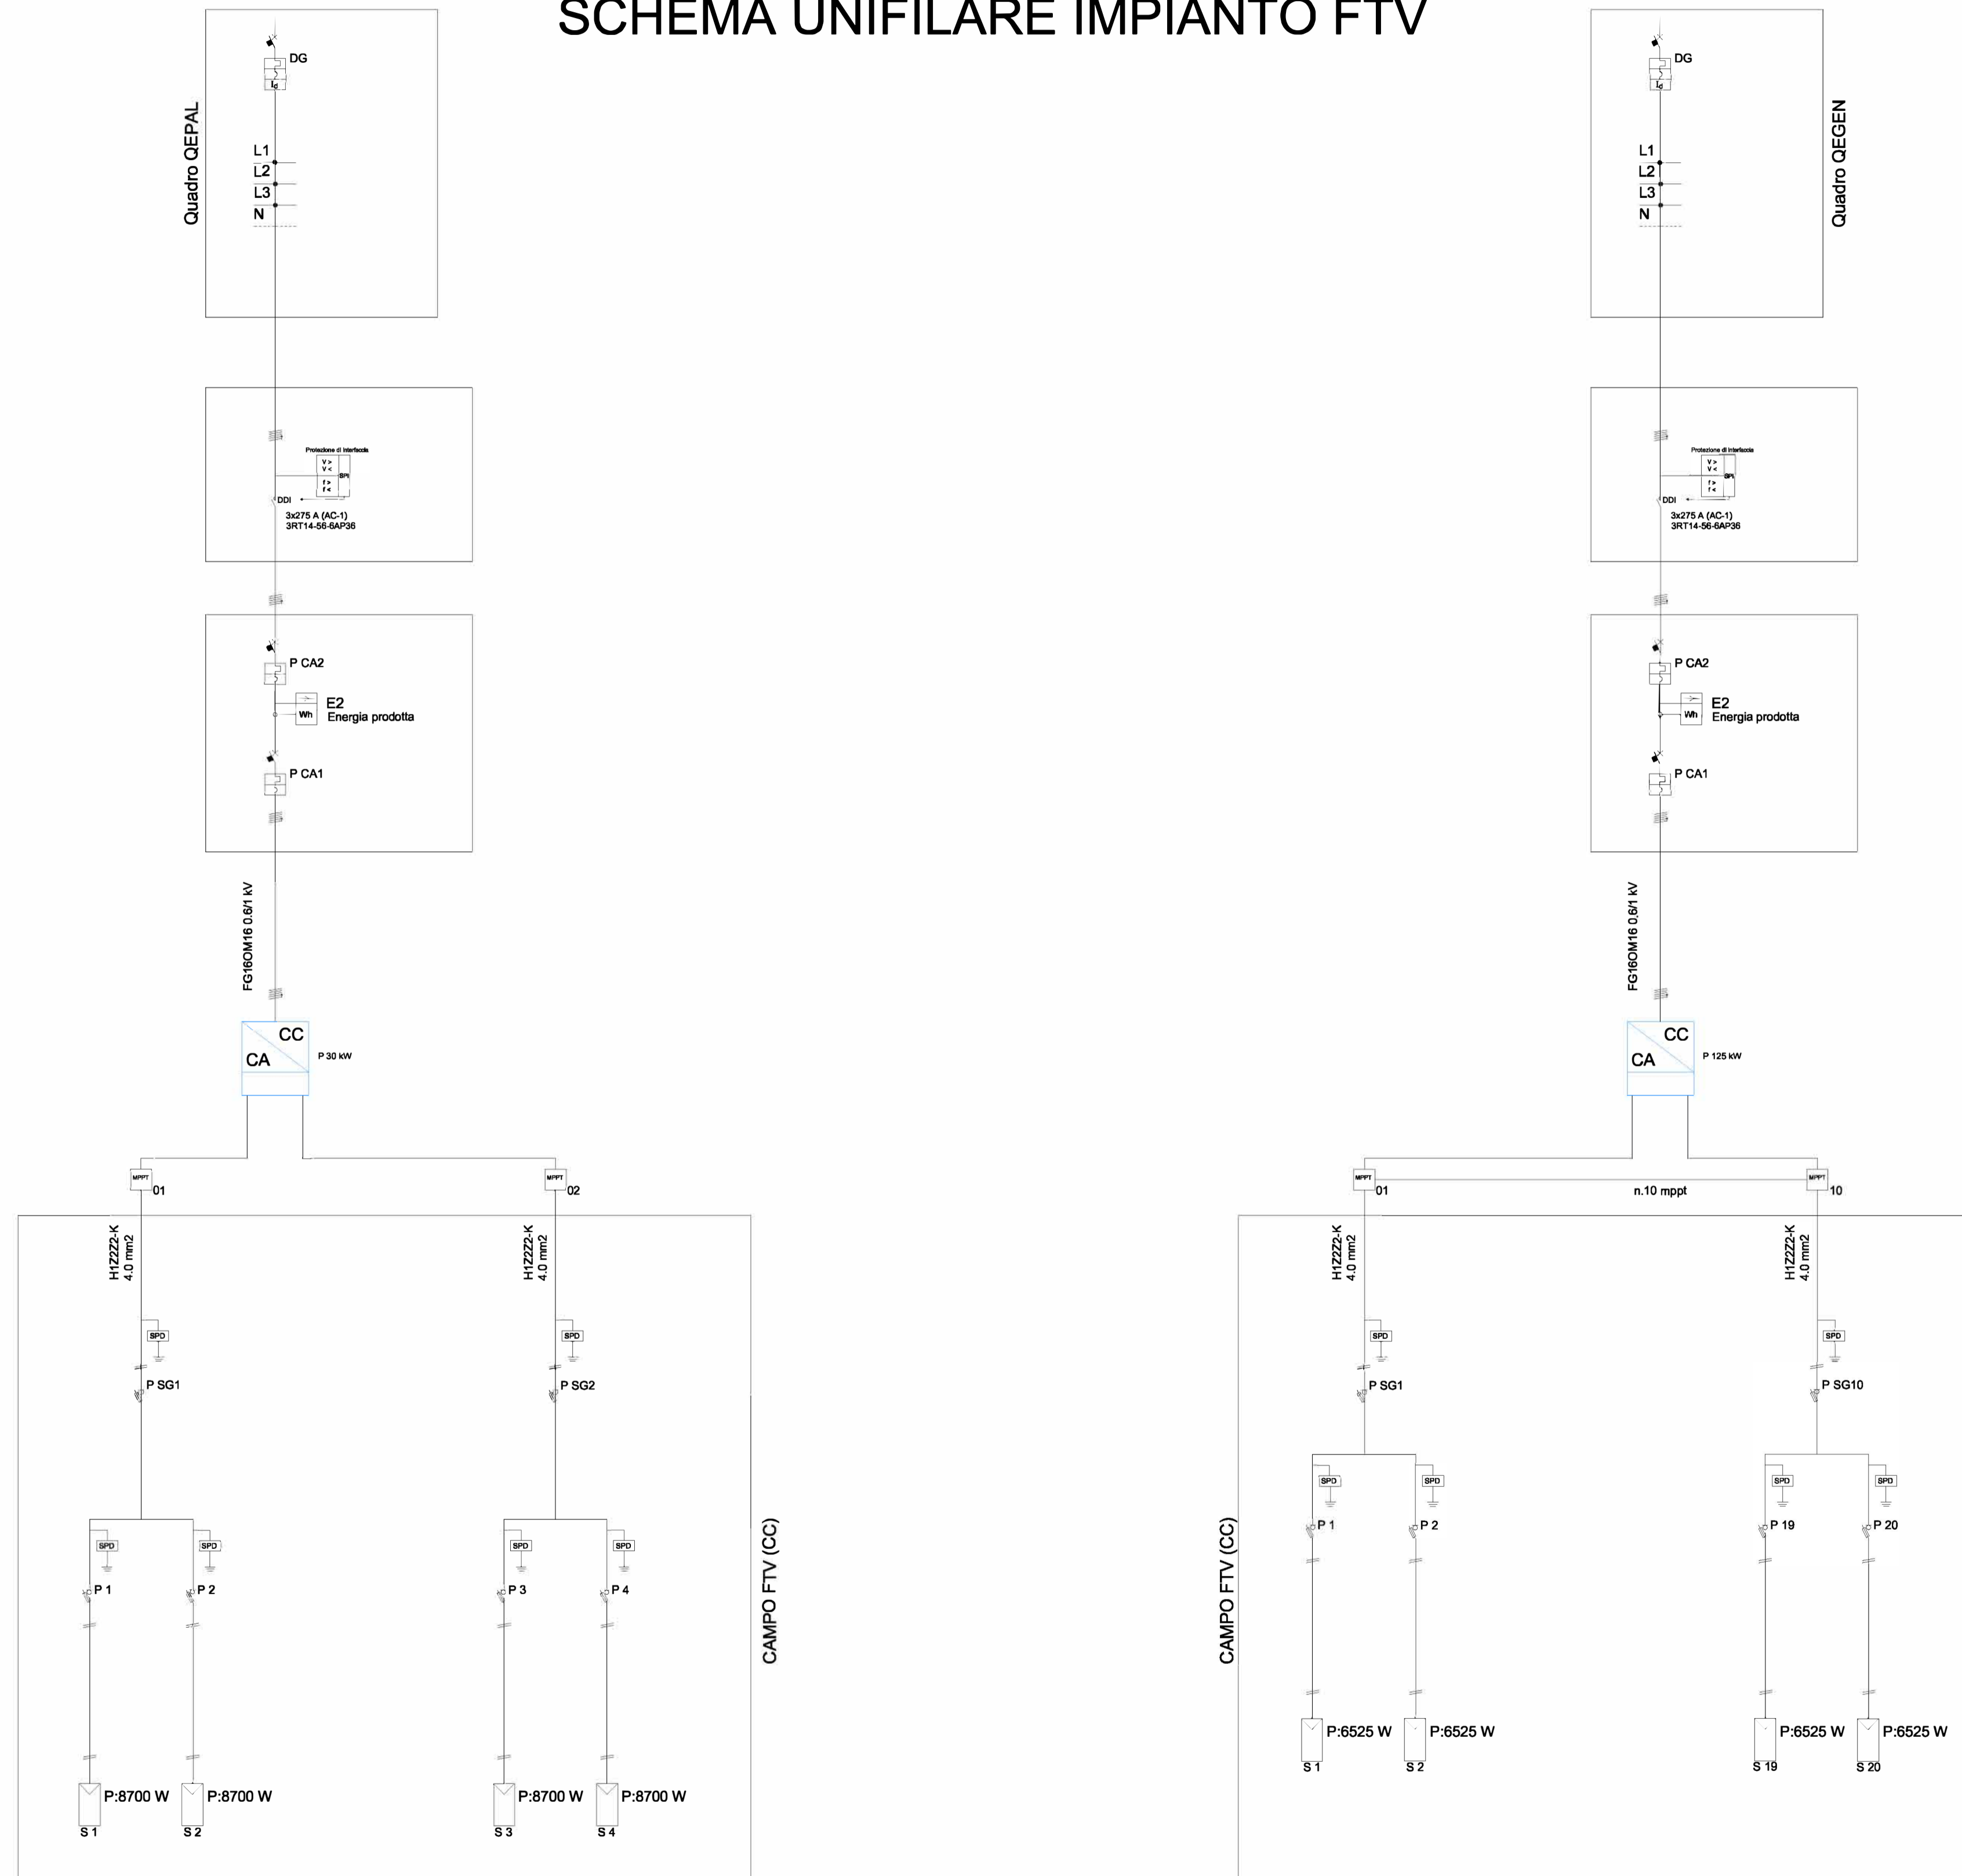 SCHEMA UNIFILARE IMPIANTO FTV
Quadro QEPAL
DG
Id
L1
L2
L3
N
Protezione di interfaccia
V >
V <
f >
f <
SPI
DDI
3x275 A (AC-1)
3RT14-56-6AP36
P CA2
E2
Wh
Energia prodotta
P CA1
FG16OM16 0.6/1 kV
CC
CA
P 30 kW
MPPT
01
MPPT
02
H1Z2Z2-K
4.0 mm2
H1Z2Z2-K
4.0 mm2
SPD
SPD
P SG1
P SG2
SPD
SPD
SPD
SPD
P 1
P 2
P 3
P 4
CAMPO FTV (CC)
P:8700 W
P:8700 W
P:8700 W
P:8700 W
S 1
S 2
S 3
S 4
Quadro QEGEN
DG
Id
L1
L2
L3
N
Protezione di interfaccia
V >
V <
f >
f <
SPI
DDI
3x275 A (AC-1)
3RT14-56-6AP36
P CA2
E2
Wh
Energia prodotta
P CA1
FG16OM16 0,6/1 kV
CC
CA
P 125 kW
MPPT
01
n.10 mppt
MPPT
10
H1Z2Z2-K
4.0 mm2
H1Z2Z2-K
4.0 mm2
SPD
SPD
P SG1
P SG10
SPD
SPD
SPD
SPD
P 1
P 2
P 19
P 20
CAMPO FTV (CC)
P:6525 W
P:6525 W
P:6525 W
P:6525 W
S 1
S 2
S 19
S 20